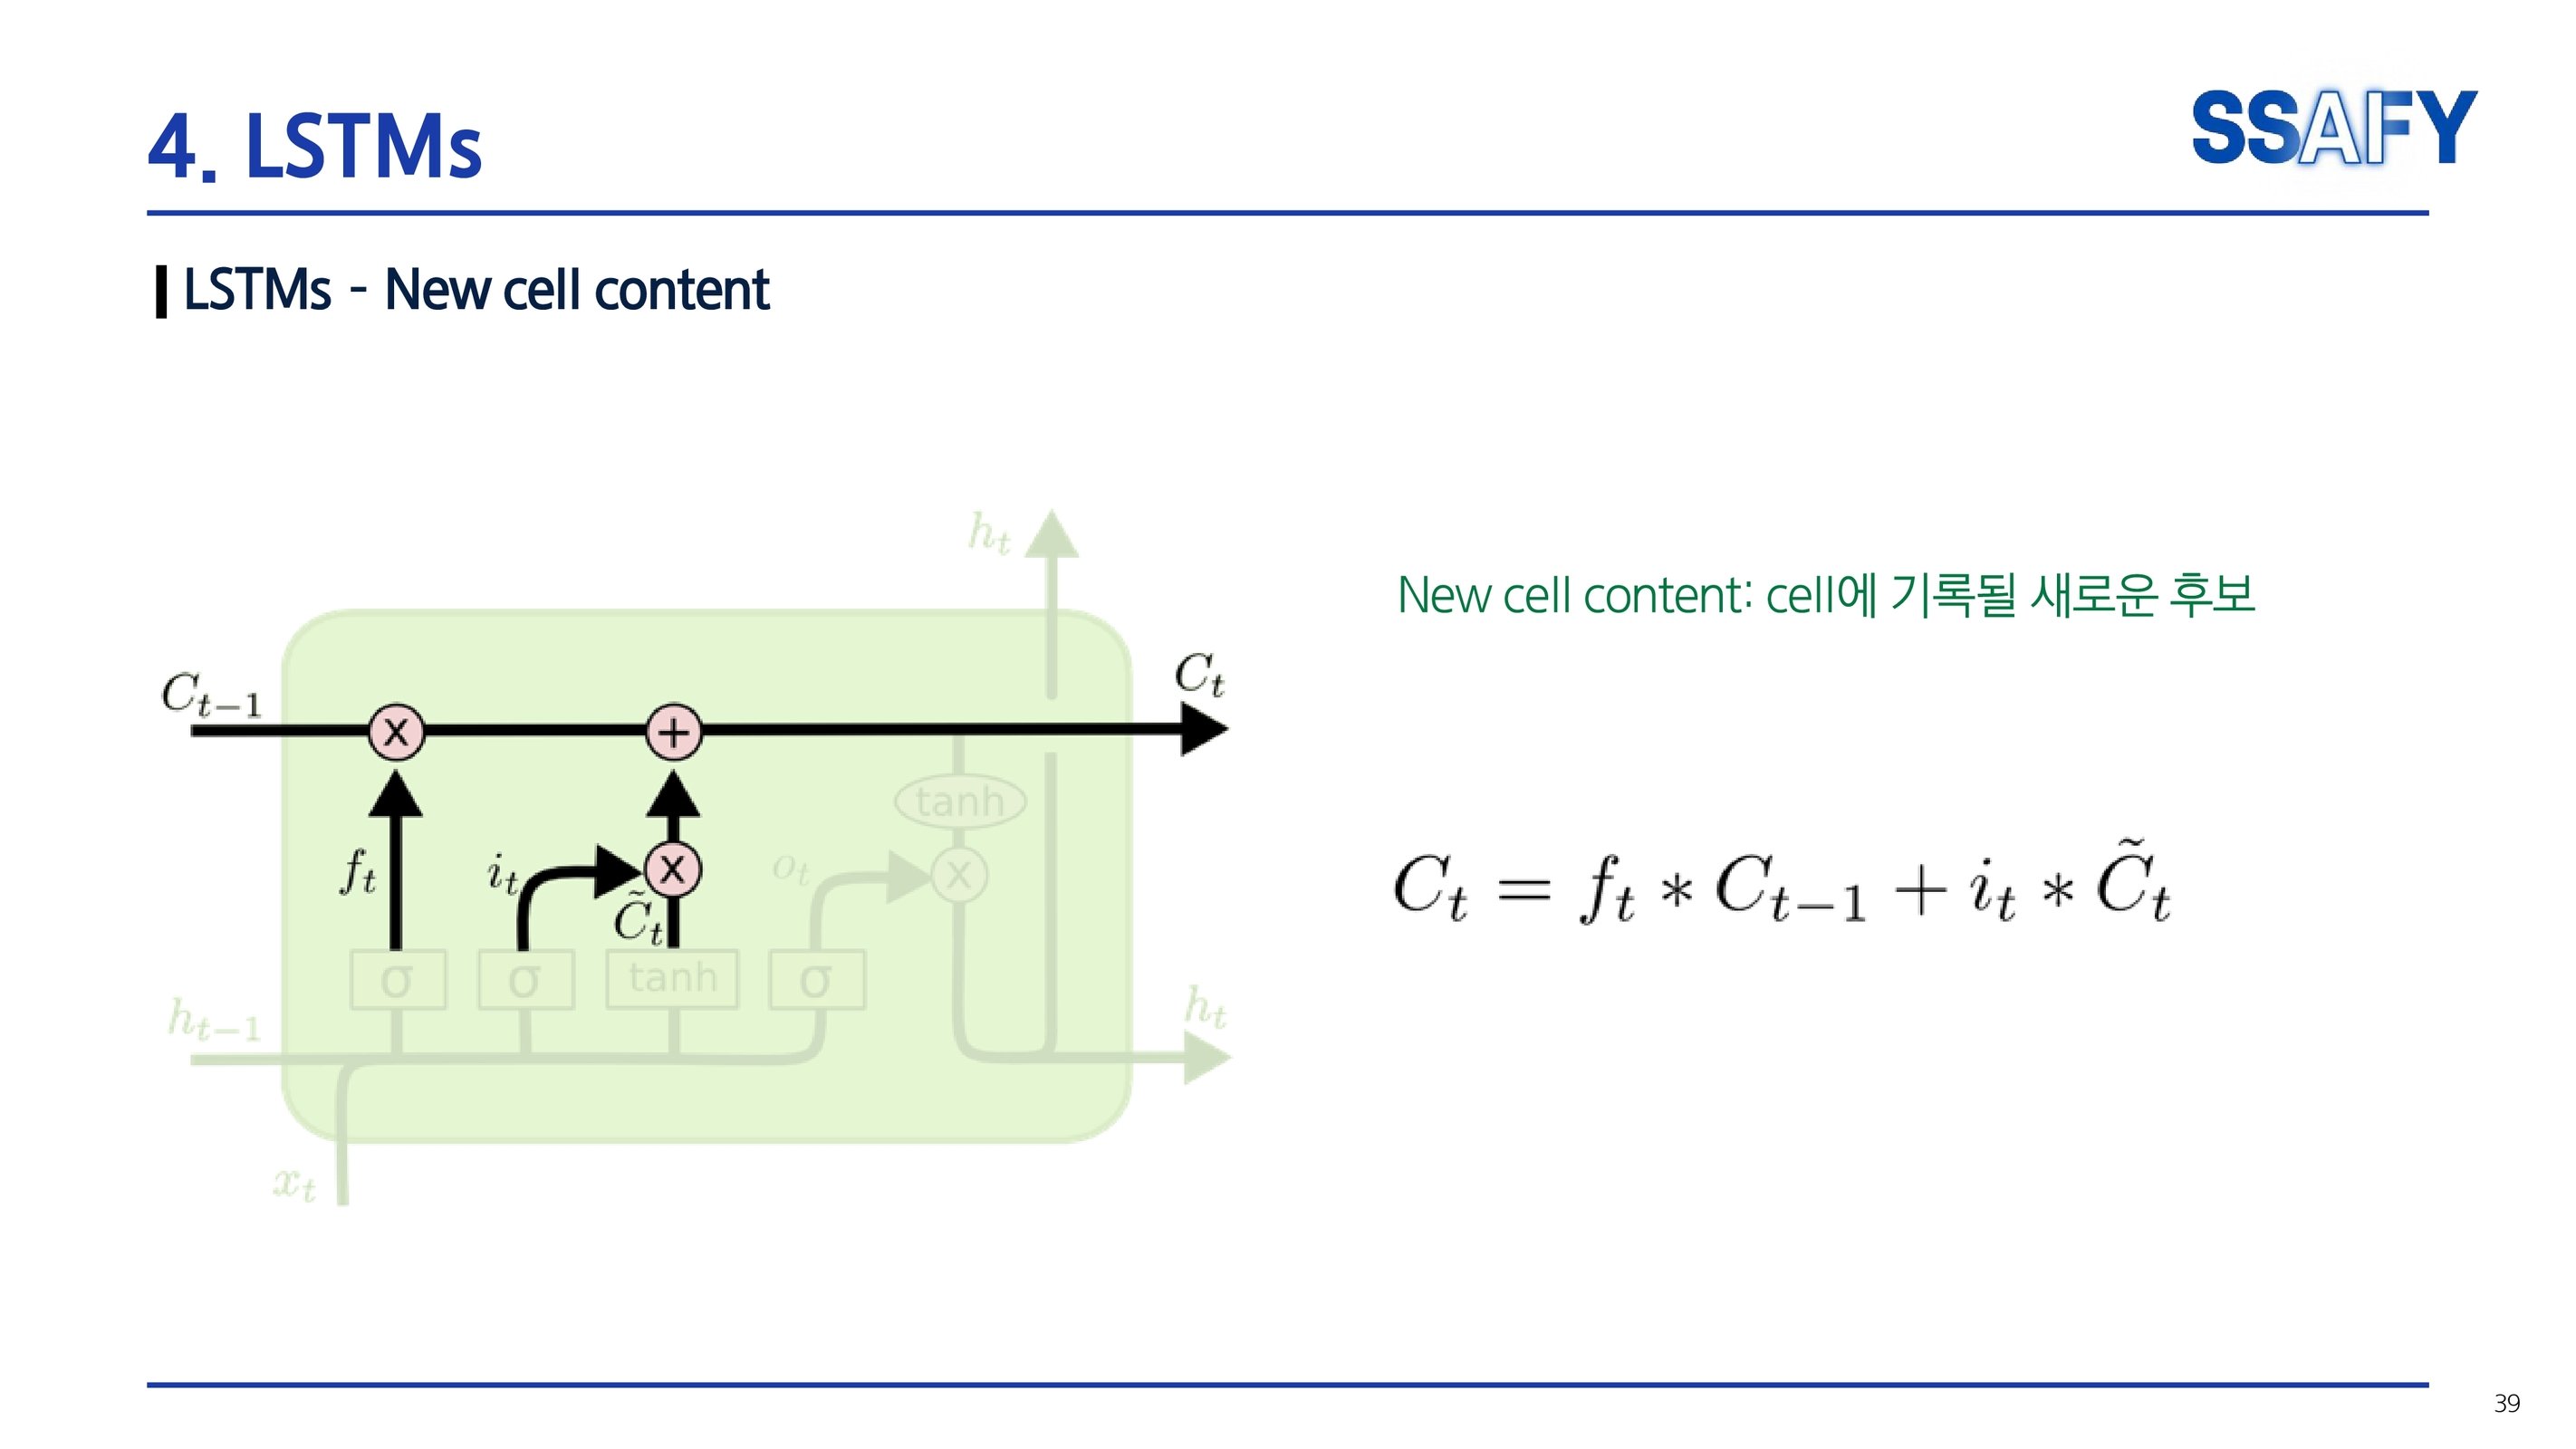 4. LSTMs
SSAFY
LSTMs - New cell content
New cell content: cell에 기록될 새로운 후보
h_t
C_{t-1}
C_t
x
+
tanh
f_t
i_t
x
C̃_t
o_t
x
σ
σ
tanh
σ
h_{t-1}
h_t
x_t
C_t = f_t * C_{t-1} + i_t * C̃_t
39